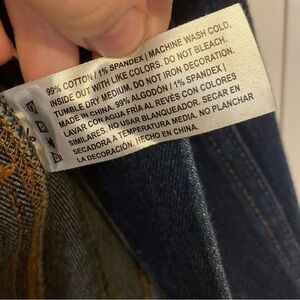 99% COTTON / 1% SPANDEX | MACHINE WASH COLD.
INSIDE OUT WITH LIKE COLORS. DO NOT BLEACH.
TUMBLE DRY MEDIUM. DO NOT IRON DECORATION.
MADE IN CHINA. 99% ALGODÓN | 1% SPANDEX |
LAVAR CON AGUA FRÍA AL REVÉS CON COLORES
SIMILARES. NO USAR BLANQUEADOR. SECAR EN
SECADORA A TEMPERATURA MEDIA. NO PLANCHAR
LA DECORACIÓN. HECHO EN CHINA.